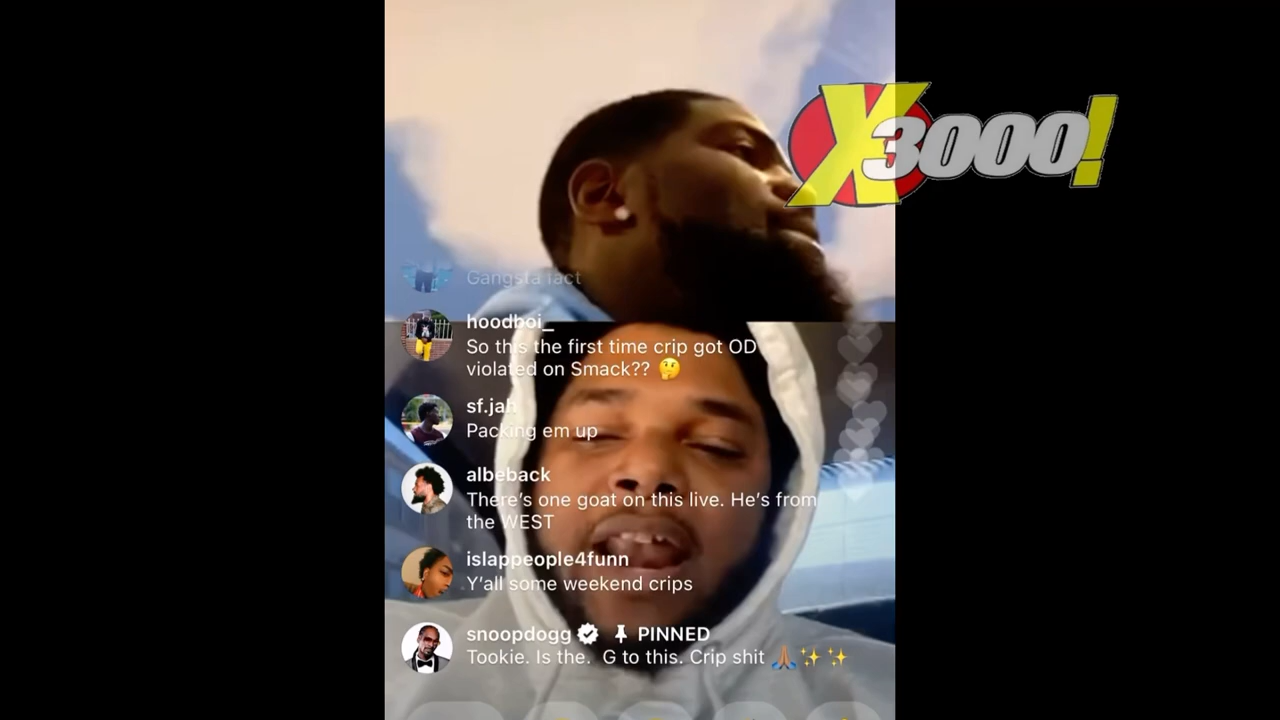 X3000!
Gangsta fact
hoodboi_
So this the first time crip got OD
violated on Smack?? 🤔
sf.jah
Packing em up
albeback
There’s one goat on this live. He’s from
the WEST
islappeople4funn
Y’all some weekend crips
snoopdogg PINNED
Tookie. Is the.  G to this. Crip shit 🙏🏾✨✨